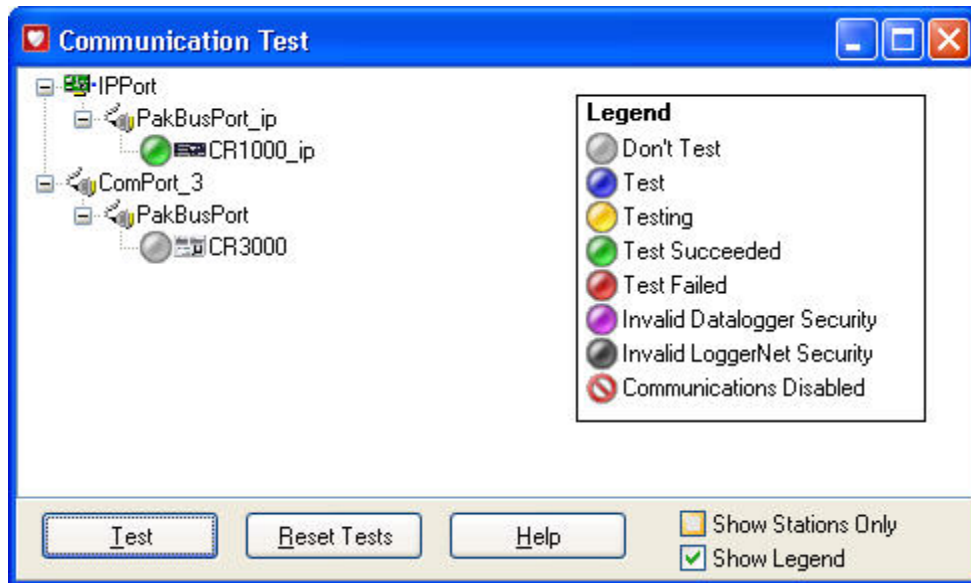 Communication Test
IPPort
PakBusPort_ip
CR1000_ip
ComPort_3
PakBusPort
CR3000
Legend
Don't Test
Test
Testing
Test Succeeded
Test Failed
Invalid Datalogger Security
Invalid LoggerNet Security
Communications Disabled
Test
Reset Tests
Help
Show Stations Only
Show Legend